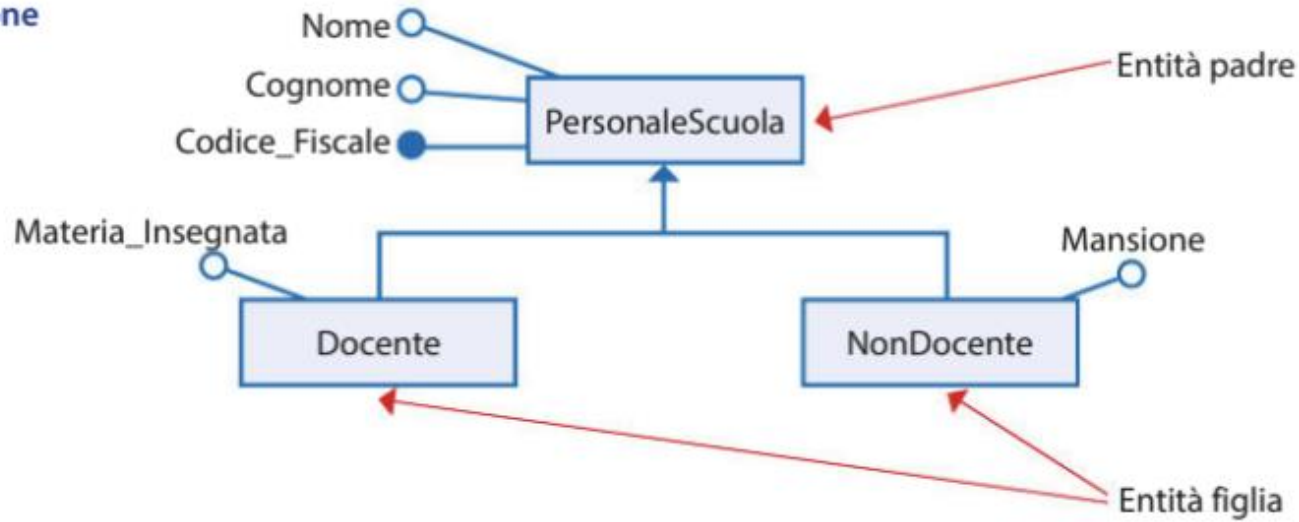 ne
Nome
Cognome
Codice_Fiscale
PersonaleScuola
Entità padre
Materia_Insegnata
Mansione
Docente
NonDocente
Entità figlia